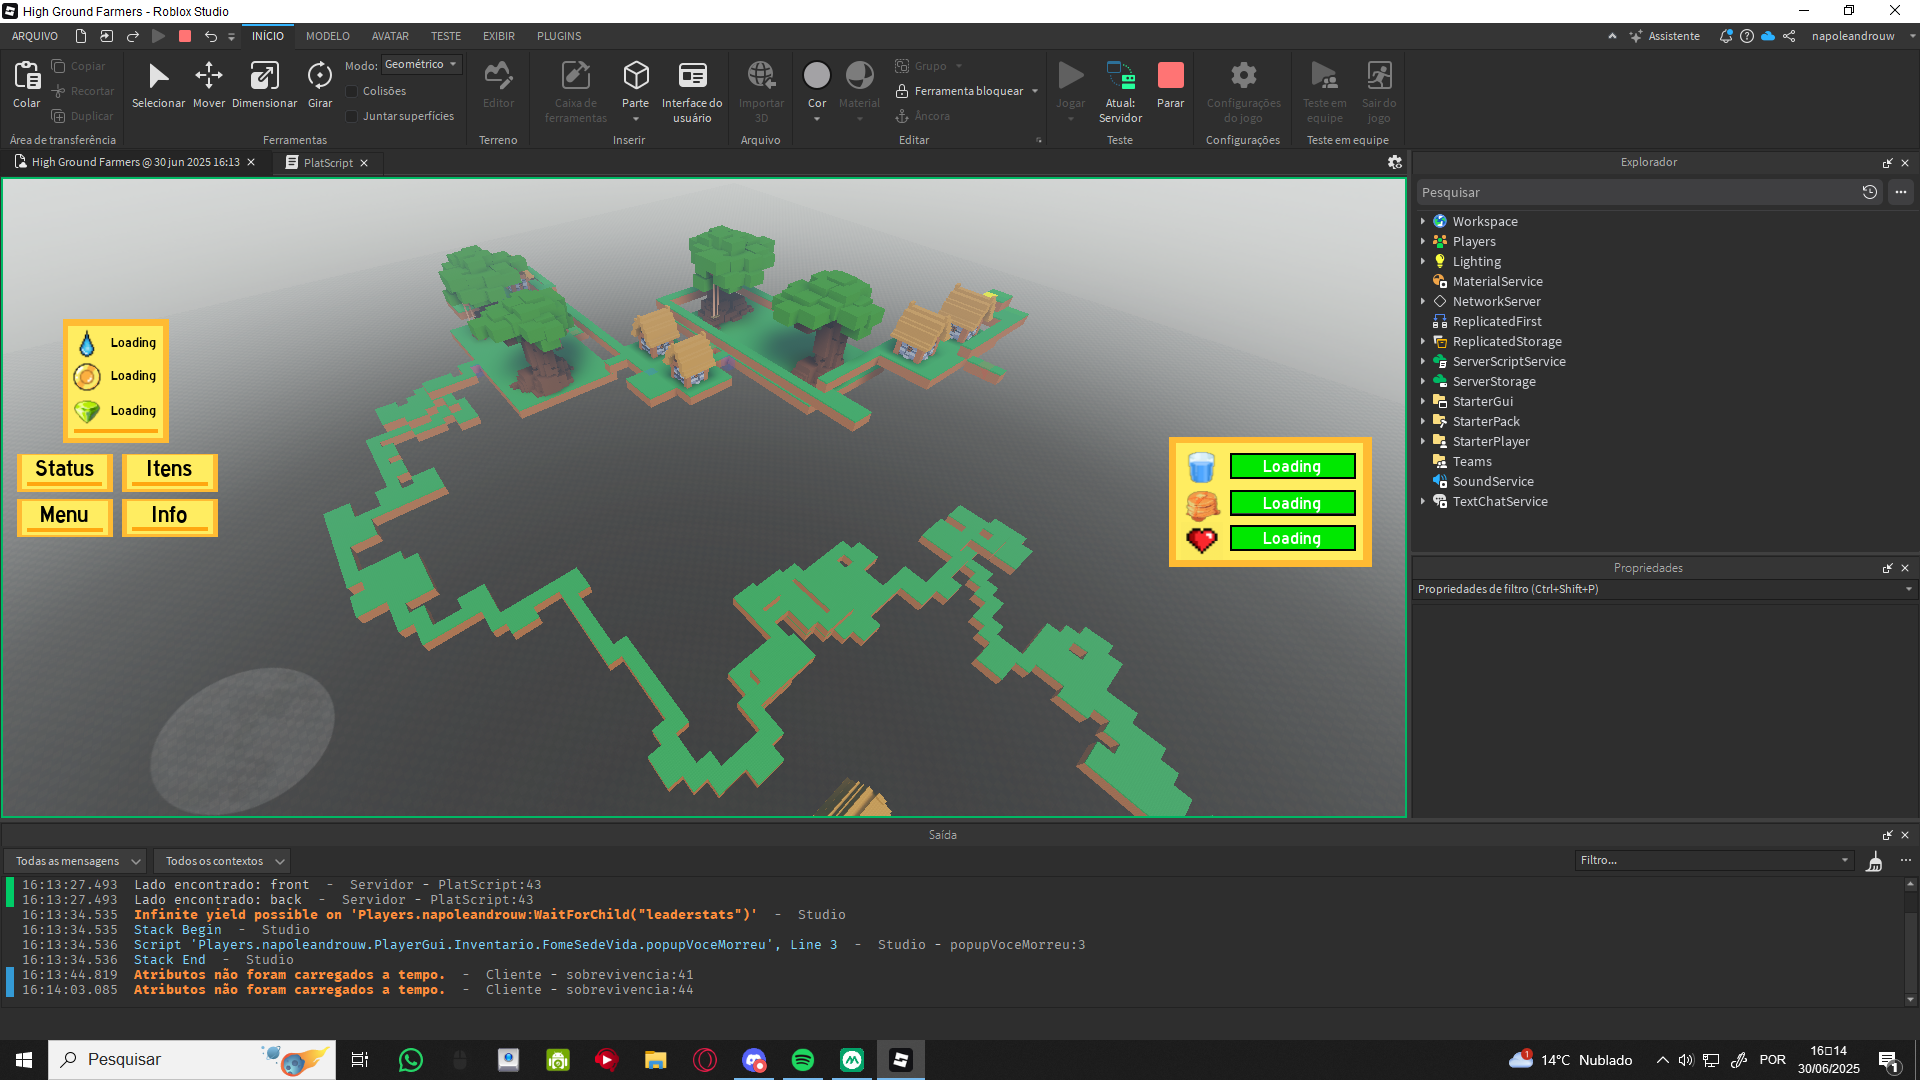 High Ground Farmers - Roblox Studio
ARQUIVO
INÍCIO
MODELO
AVATAR
TESTE
EXIBIR
PLUGINS
Assistente
napoleandrouw
Colar
Copiar
Recortar
Duplicar
Área de transferência
Selecionar
Mover
Dimensionar
Girar
Modo:
Geométrico
Colisões
Juntar superfícies
Ferramentas
Editor
Terreno
Caixa de ferramentas
Parte
Interface do usuário
Inserir
Importar 3D
Arquivo
Cor
Material
Grupo
Ferramenta bloquear
Âncora
Editar
Jogar
Atual: Servidor
Parar
Teste
Configurações do jogo
Configurações
Teste em equipe
Sair do jogo
Teste em equipe
High Ground Farmers @ 30 jun 2025 16:13
PlatScript
Loading
Loading
Loading
Status
Itens
Menu
Info
Loading
Loading
Loading
Explorador
Pesquisar
Workspace
Players
Lighting
MaterialService
NetworkServer
ReplicatedFirst
ReplicatedStorage
ServerScriptService
ServerStorage
StarterGui
StarterPack
StarterPlayer
Teams
SoundService
TextChatService
Propriedades
Propriedades de filtro (Ctrl+Shift+P)
Saída
Todas as mensagens
Todos os contextos
Filtro...
16:13:27.493 Lado encontrado: front - Servidor - PlatScript:43
16:13:27.493 Lado encontrado: back - Servidor - PlatScript:43
16:13:34.535 Infinite yield possible on 'Players.napoleandrouw:WaitForChild("leaderstats")' - Studio
16:13:34.535 Stack Begin - Studio
16:13:34.536 Script 'Players.napoleandrouw.PlayerGui.Inventario.FomeSedeVida.popupVoceMorreu', Line 3 - Studio - popupVoceMorreu:3
16:13:34.536 Stack End - Studio
16:13:44.819 Atributos não foram carregados a tempo. - Cliente - sobrevivencia:41
16:14:03.085 Atributos não foram carregados a tempo. - Cliente - sobrevivencia:44
Pesquisar
1
14°C Nublado
POR
16▯14
30/06/2025
1